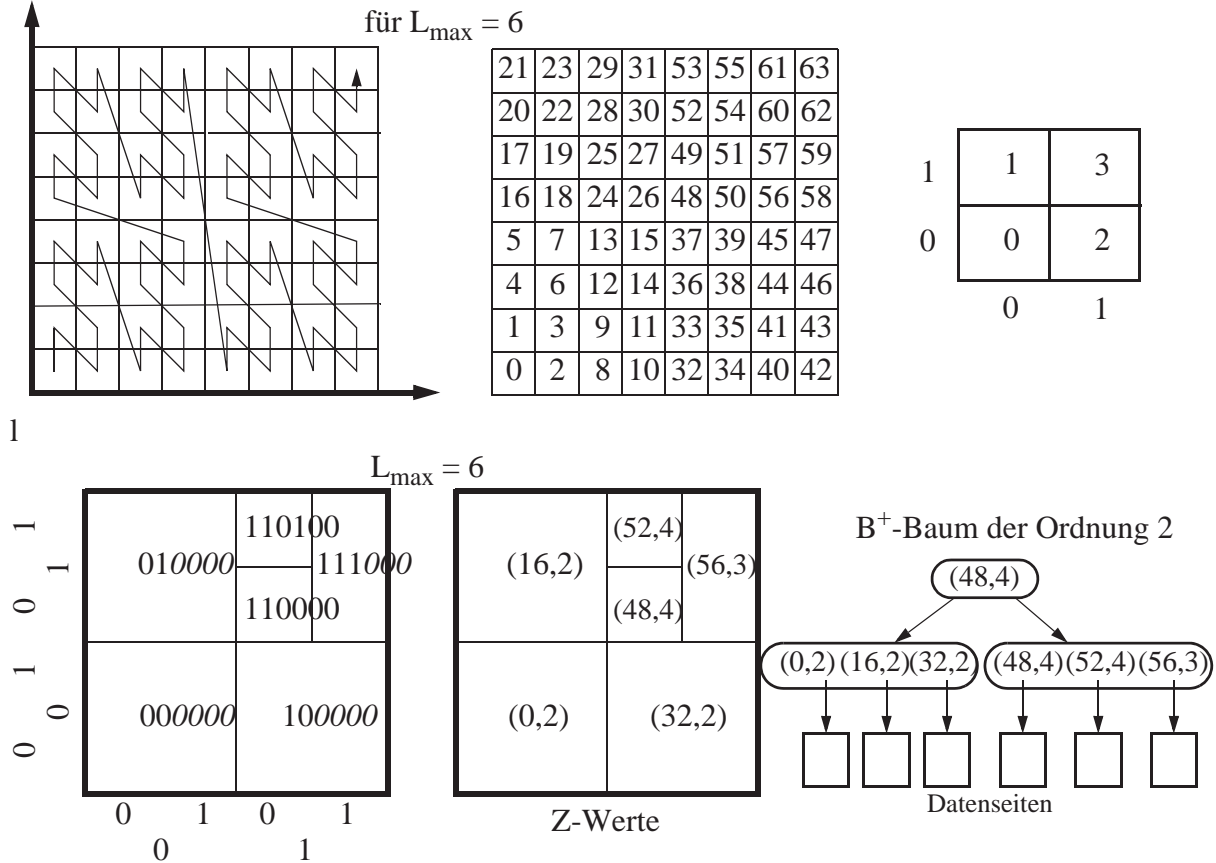 für Lmax = 6
21 23 29 31 53 55 61 63
20 22 28 30 52 54 60 62
17 19 25 27 49 51 57 59
16 18 24 26 48 50 56 58
5 7 13 15 37 39 45 47
4 6 12 14 36 38 44 46
1 3 9 11 33 35 41 43
0 2 8 10 32 34 40 42
1 1 3
0 0 2
0 1
l
Lmax = 6
1
1
0
1
0
0
110100
010000 111000
110000
000000 100000
0 1 0 1
0 1
(52,4)
(16,2) (56,3)
(48,4)
(0,2) (32,2)
Z-Werte
B+-Baum der Ordnung 2
(48,4)
(0,2) (16,2) (32,2) (48,4) (52,4) (56,3)
Datenseiten